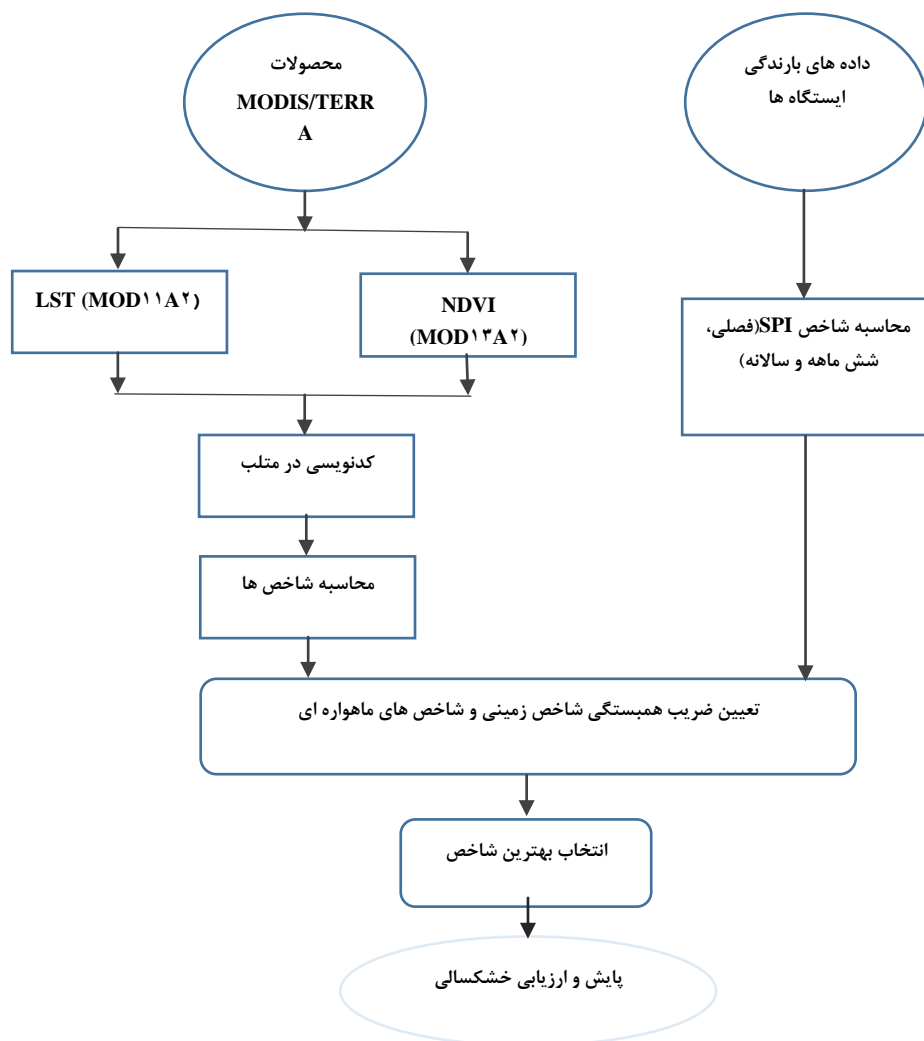 محصولات
MODIS/TERR
A
داده های بارندگی
ایستگاه ها
LST (MOD۱۱A۲)
NDVI
(MOD۱۳A۲)
محاسبه شاخص SPI(فصلی،
شش ماهه و سالانه)
کدنویسی در متلب
محاسبه شاخص ها
تعیین ضریب همبستگی شاخص زمینی و شاخص های ماهواره ای
انتخاب بهترین شاخص
پایش و ارزیابی خشکسالی